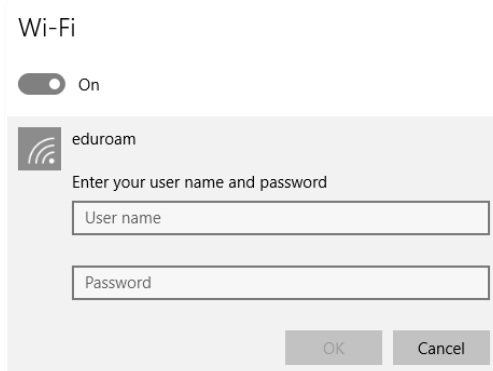 Wi-Fi
On
eduroam
Enter your user name and password
User name
Password
OK
Cancel